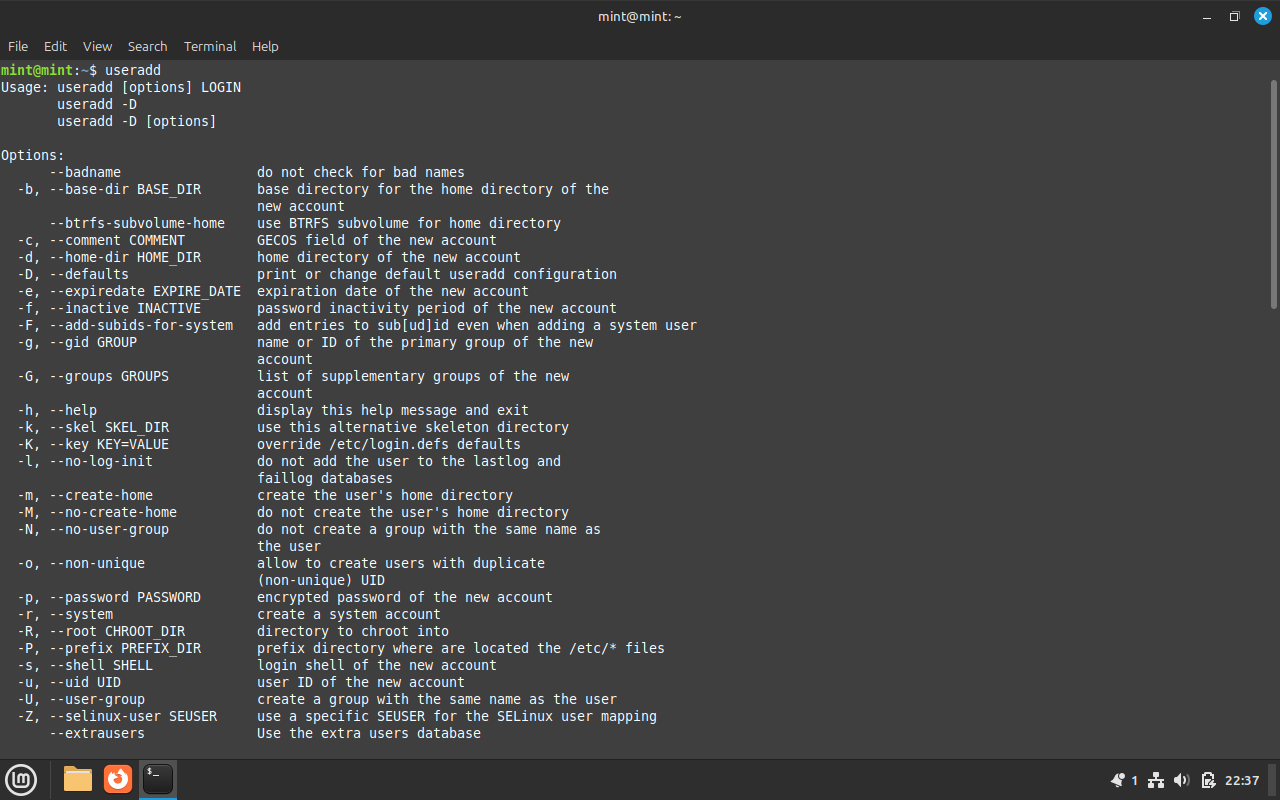 mint@mint: ~
File Edit View Search Terminal Help
mint@mint:~$ useradd
Usage: useradd [options] LOGIN
       useradd -D
       useradd -D [options]

Options:
      --badname                 do not check for bad names
  -b, --base-dir BASE_DIR       base directory for the home directory of the
                                new account
      --btrfs-subvolume-home    use BTRFS subvolume for home directory
  -c, --comment COMMENT         GECOS field of the new account
  -d, --home-dir HOME_DIR       home directory of the new account
  -D, --defaults                print or change default useradd configuration
  -e, --expiredate EXPIRE_DATE  expiration date of the new account
  -f, --inactive INACTIVE       password inactivity period of the new account
  -F, --add-subids-for-system   add entries to sub[ud]id even when adding a system user
  -g, --gid GROUP               name or ID of the primary group of the new
                                account
  -G, --groups GROUPS           list of supplementary groups of the new
                                account
  -h, --help                    display this help message and exit
  -k, --skel SKEL_DIR           use this alternative skeleton directory
  -K, --key KEY=VALUE           override /etc/login.defs defaults
  -l, --no-log-init             do not add the user to the lastlog and
                                faillog databases
  -m, --create-home             create the user's home directory
  -M, --no-create-home          do not create the user's home directory
  -N, --no-user-group           do not create a group with the same name as
                                the user
  -o, --non-unique              allow to create users with duplicate
                                (non-unique) UID
  -p, --password PASSWORD       encrypted password of the new account
  -r, --system                  create a system account
  -R, --root CHROOT_DIR         directory to chroot into
  -P, --prefix PREFIX_DIR       prefix directory where are located the /etc/* files
  -s, --shell SHELL             login shell of the new account
  -u, --uid UID                 user ID of the new account
  -U, --user-group              create a group with the same name as the user
  -Z, --selinux-user SEUSER     use a specific SEUSER for the SELinux user mapping
      --extrausers              Use the extra users database
$_
1 22:37